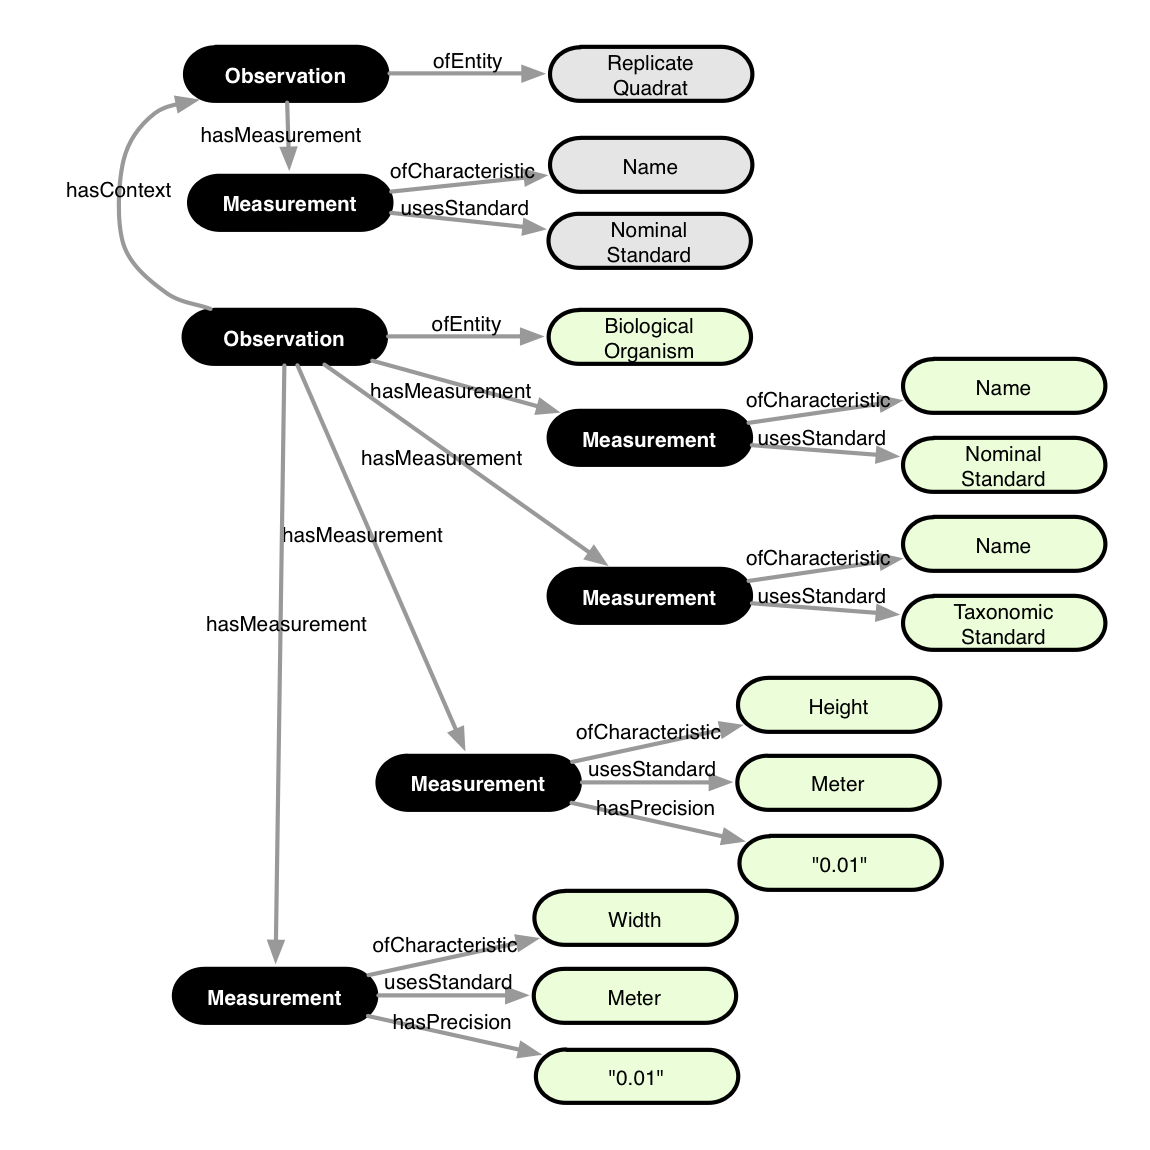 Observation
ofEntity
Replicate
Quadrat
hasMeasurement
hasContext
Measurement
ofCharacteristic
Name
usesStandard
Nominal
Standard
Observation
ofEntity
Biological
Organism
hasMeasurement
Measurement
ofCharacteristic
Name
usesStandard
Nominal
Standard
hasMeasurement
Measurement
ofCharacteristic
Name
usesStandard
Taxonomic
Standard
hasMeasurement
Measurement
ofCharacteristic
Height
usesStandard
Meter
hasPrecision
"0.01"
hasMeasurement
Measurement
ofCharacteristic
Width
usesStandard
Meter
hasPrecision
"0.01"